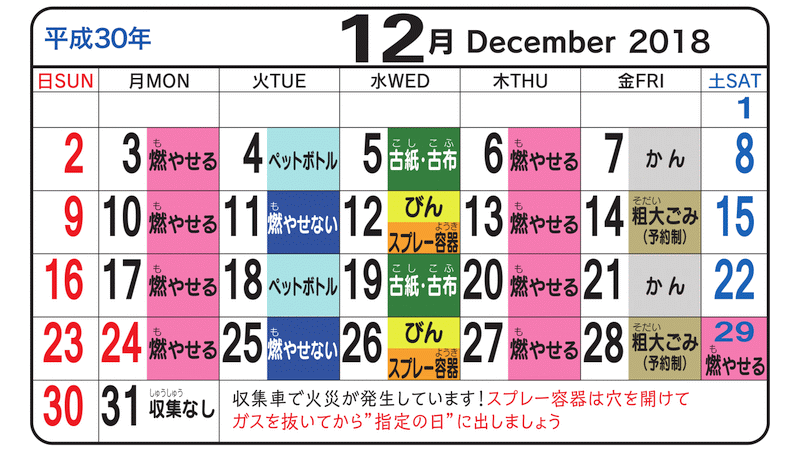 平成30年 12月 December 2018
日SUN 月MON 火TUE 水WED 木THU 金FRI 土SAT
1
2 3 燃やせる 4 ペットボトル 5 古紙・古布 6 燃やせる 7 かん 8
も こし こふ も
9 10 燃やせる 11 燃やせない 12 びん スプレー容器 13 燃やせる 14 粗大ごみ (予約制) 15
も も ようき も そだい
16 17 燃やせる 18 ペットボトル 19 古紙・古布 20 燃やせる 21 かん 22
も こし こふ も
23 24 燃やせる 25 燃やせない 26 びん スプレー容器 27 燃やせる 28 粗大ごみ (予約制) 29 燃やせる
も も ようき も そだい も
30 31 収集なし
しゅうしゅう
収集車で火災が発生しています!スプレー容器は穴を開けて
ガスを抜いてから”指定の日”に出しましょう